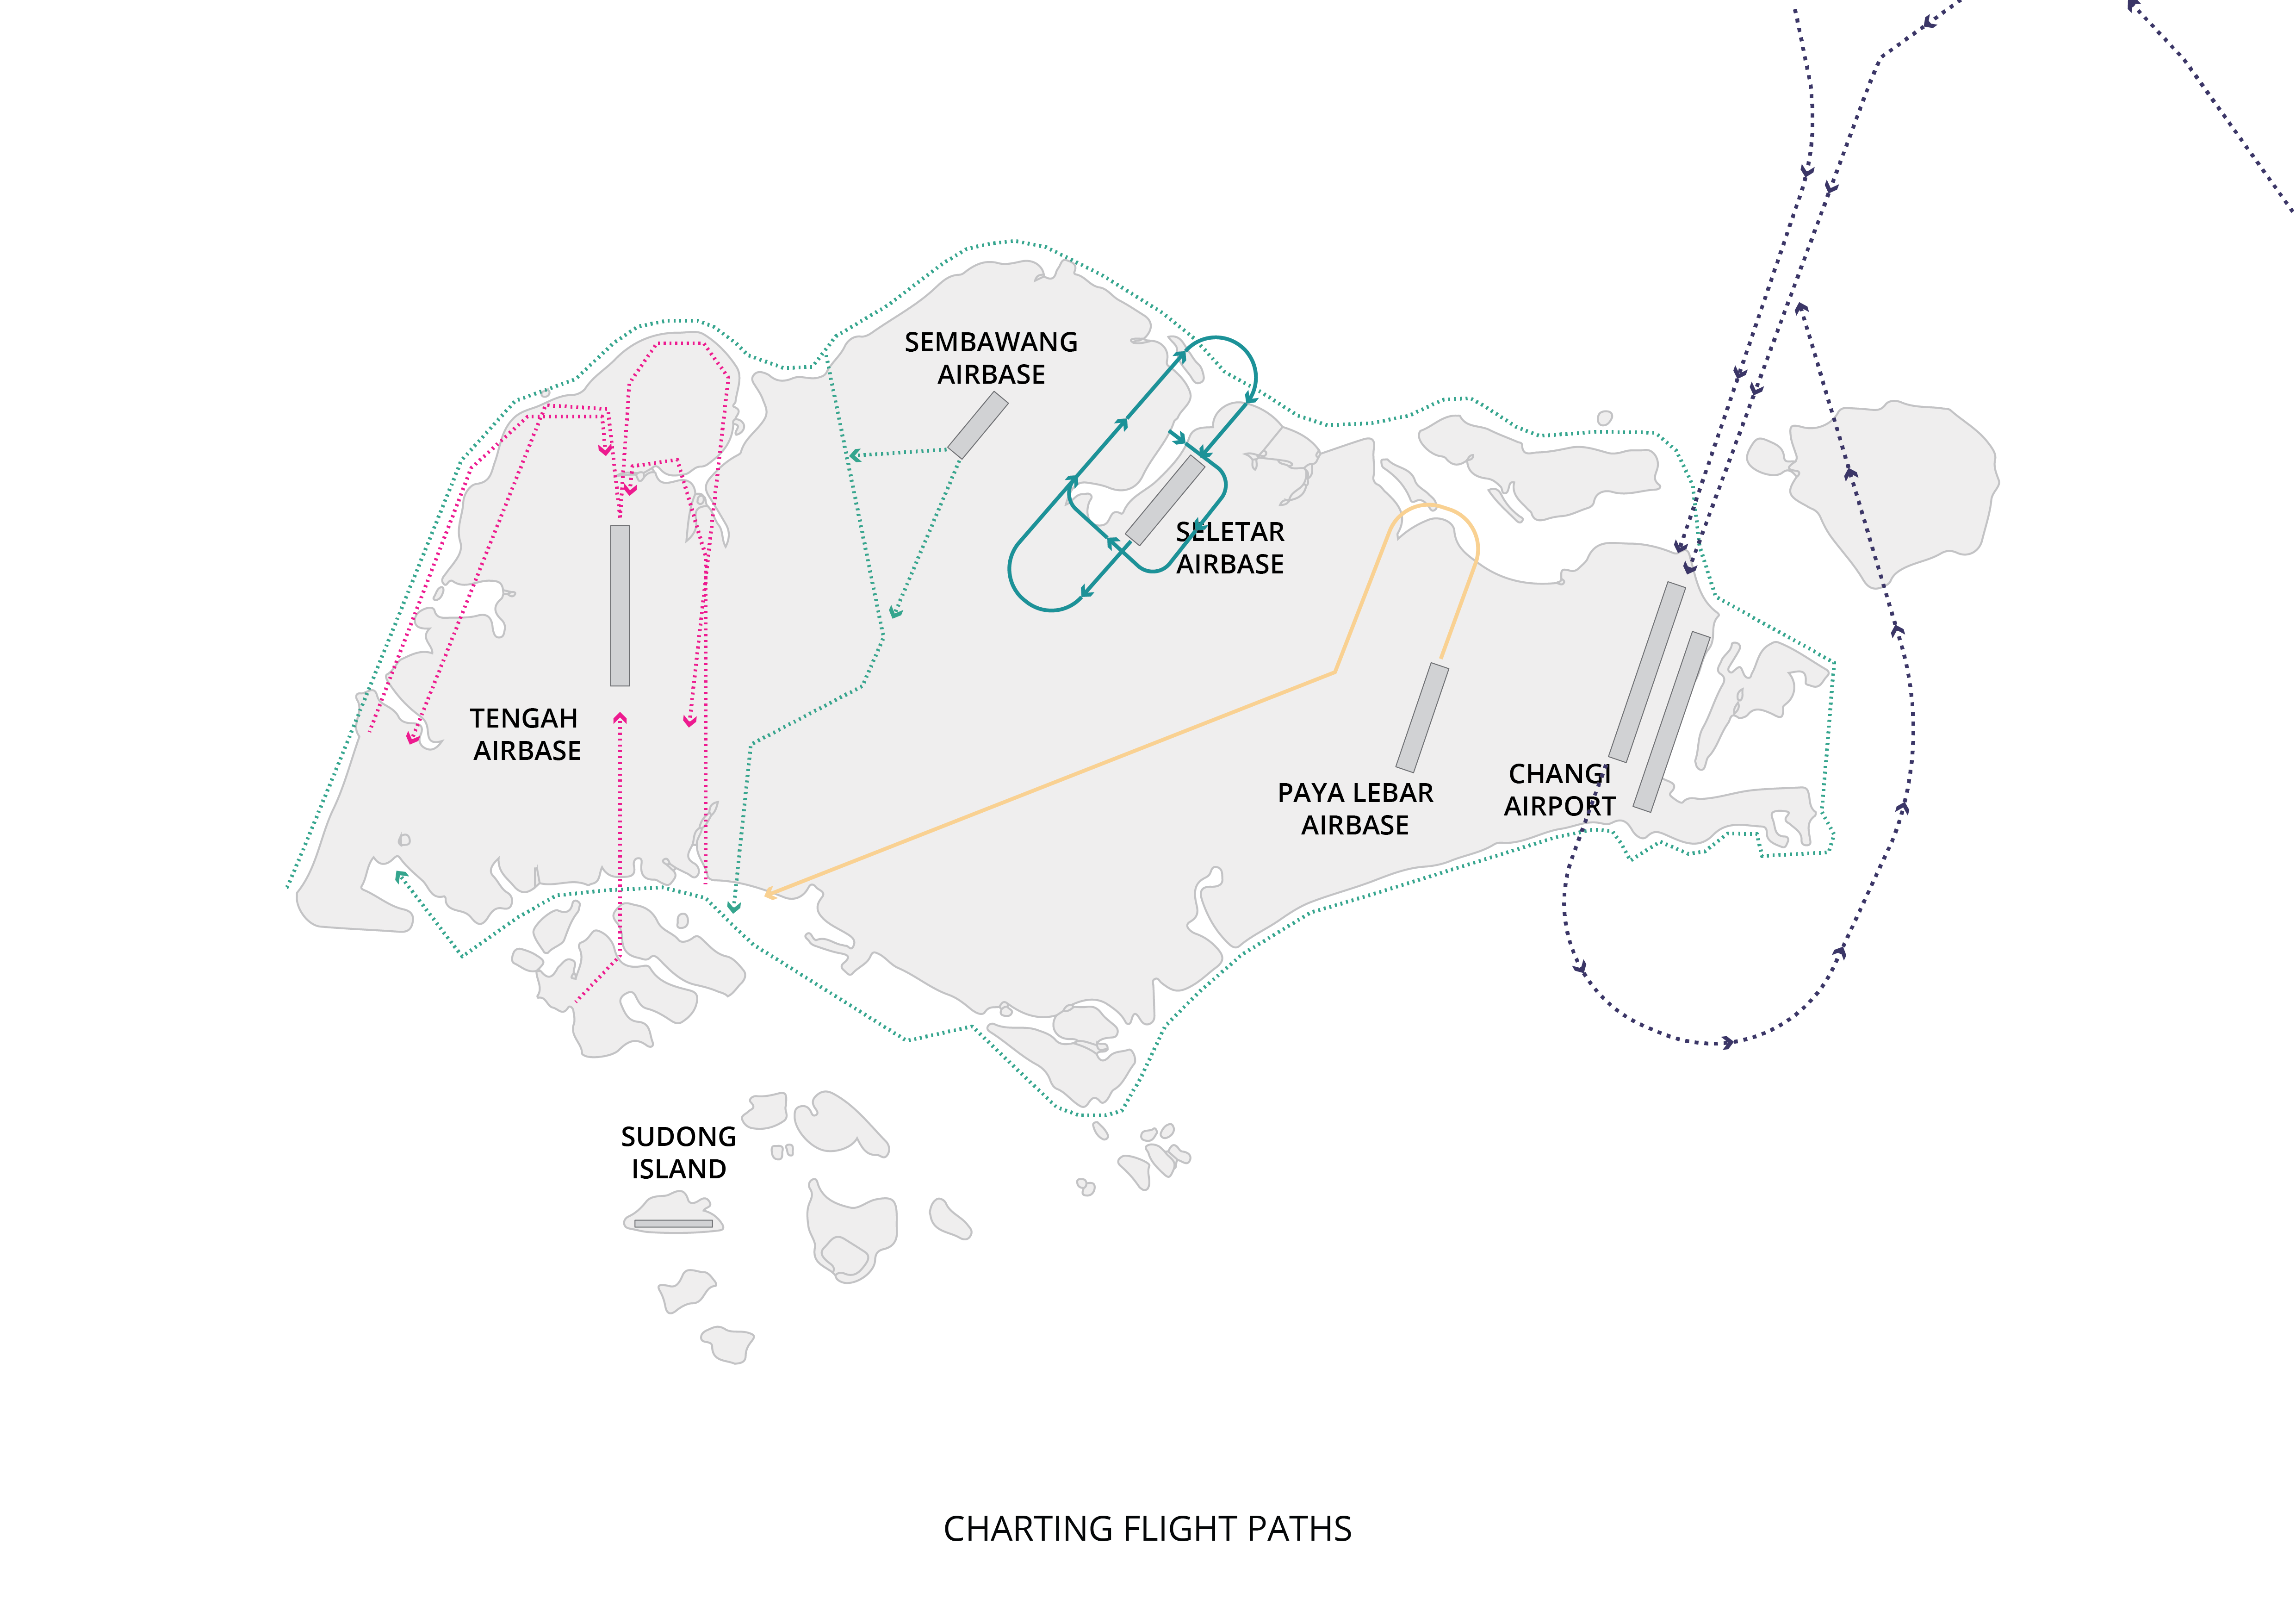 SEMBAWANG
AIRBASE
SELETAR
AIRBASE
TENGAH
AIRBASE
PAYA LEBAR
AIRBASE
CHANGI
AIRPORT
SUDONG
ISLAND
CHARTING FLIGHT PATHS